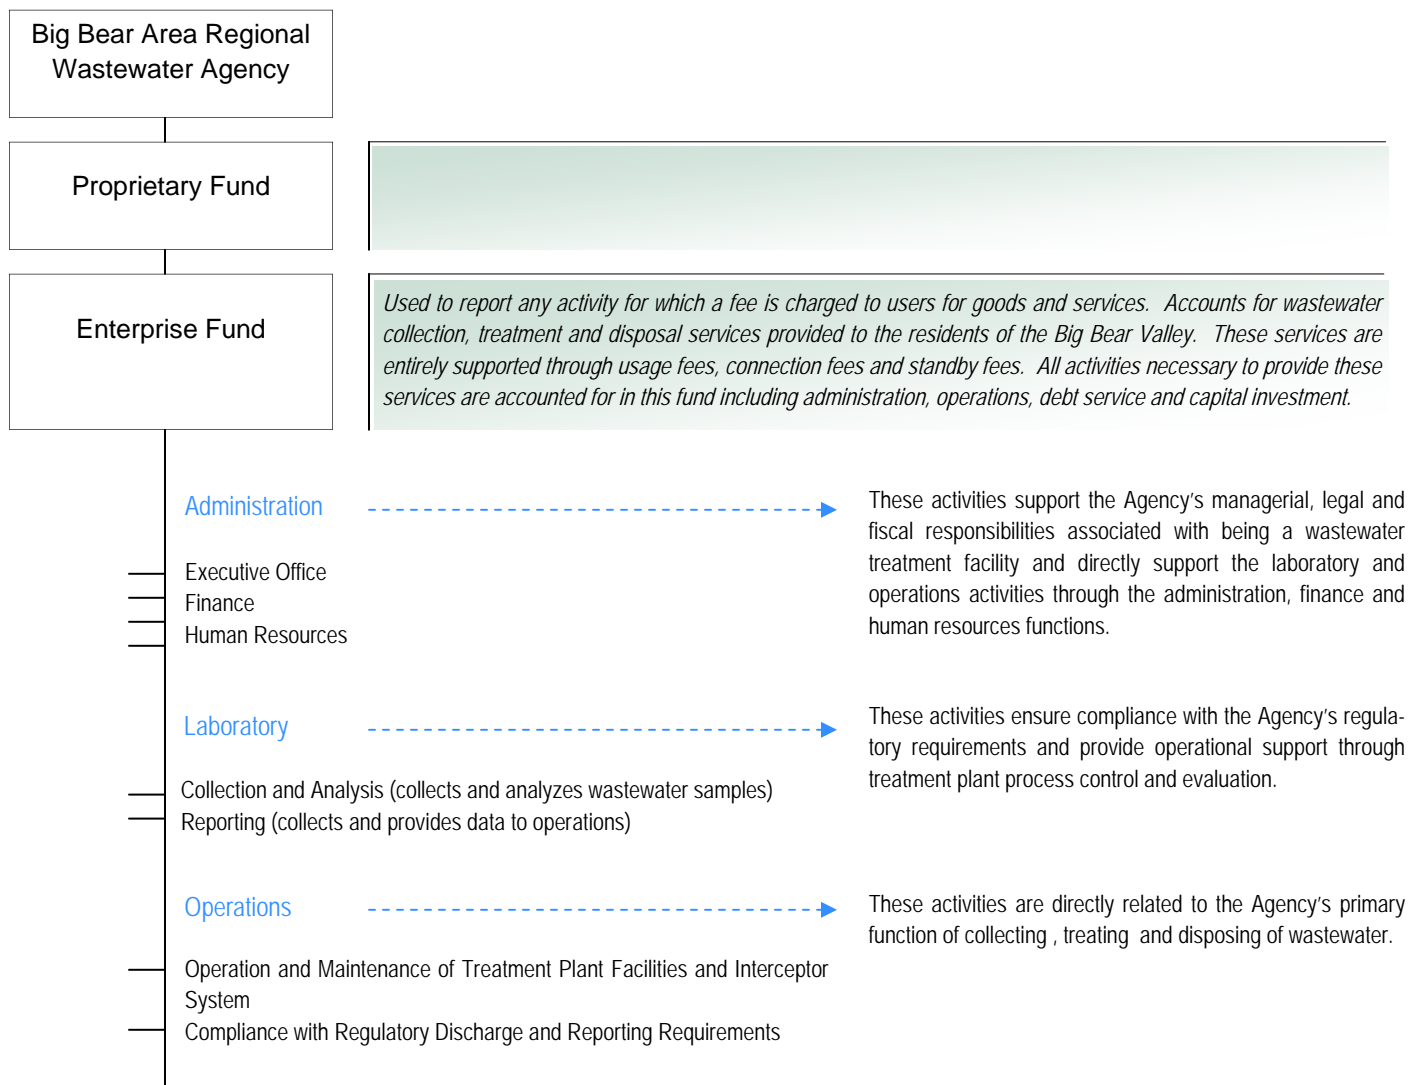 Big Bear Area Regional
Wastewater Agency
Proprietary Fund
Enterprise Fund
Used to report any activity for which a fee is charged to users for goods and services. Accounts for wastewater
collection, treatment and disposal services provided to the residents of the Big Bear Valley. These services are
entirely supported through usage fees, connection fees and standby fees. All activities necessary to provide these
services are accounted for in this fund including administration, operations, debt service and capital investment.
Administration
Executive Office
Finance
Human Resources
These activities support the Agency's managerial, legal and
fiscal responsibilities associated with being a wastewater
treatment facility and directly support the laboratory and
operations activities through the administration, finance and
human resources functions.
Laboratory
Collection and Analysis (collects and analyzes wastewater samples)
Reporting (collects and provides data to operations)
These activities ensure compliance with the Agency's regula-
tory requirements and provide operational support through
treatment plant process control and evaluation.
Operations
Operation and Maintenance of Treatment Plant Facilities and Interceptor
System
Compliance with Regulatory Discharge and Reporting Requirements
These activities are directly related to the Agency's primary
function of collecting , treating and disposing of wastewater.